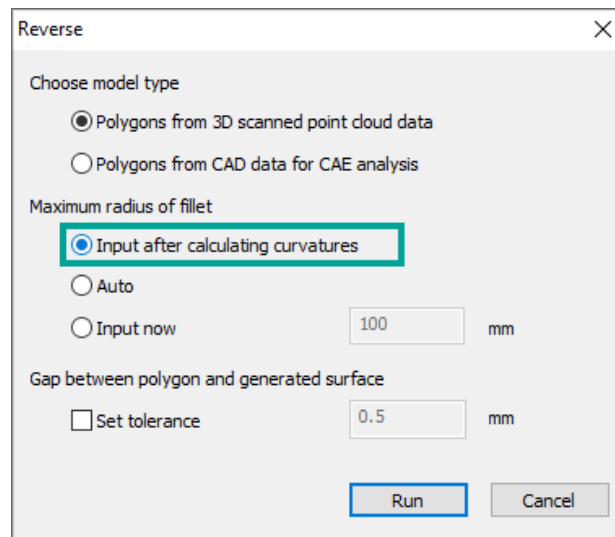 Reverse
Choose model type
Polygons from 3D scanned point cloud data
Polygons from CAD data for CAE analysis
Maximum radius of fillet
Input after calculating curvatures
Auto
Input now 100 mm
Gap between polygon and generated surface
Set tolerance 0.5 mm
Run Cancel